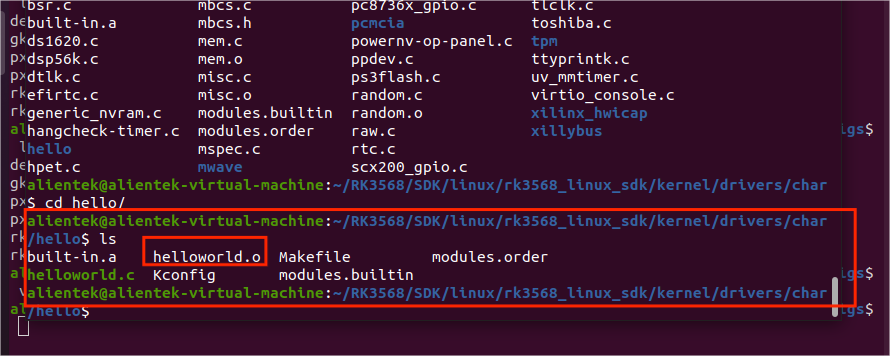 bsr.c mbcs.c pc8736x_gpio.c tlclk.c
built-in.a mbcs.h pcmcia toshiba.c
ds1620.c mem.c powernv-op-panel.c tpm
dsp56k.c mem.o ppdev.c ttyprintk.c
dtlk.c misc.c ps3flash.c uv_mmtimer.c
efirtc.c misc.o random.c virtio_console.c
generic_nvram.c modules.builtin random.o xilinx_hwicap
hangcheck-timer.c modules.order raw.c xillybus
hello mspec.c rtc.c
hpet.c mwave scx200_gpio.c
alientek@alientek-virtual-machine:~/RK3568/SDK/linux/rk3568_linux_sdk/kernel/drivers/char
$ cd hello/
alientek@alientek-virtual-machine:~/RK3568/SDK/linux/rk3568_linux_sdk/kernel/drivers/char
/hello$ ls
built-in.a helloworld.o Makefile modules.order
helloworld.c Kconfig modules.builtin
alientek@alientek-virtual-machine:~/RK3568/SDK/linux/rk3568_linux_sdk/kernel/drivers/char
/hello$